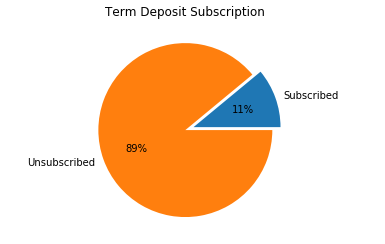 Term Deposit Subscription
Subscribed
11%
89%
Unsubscribed